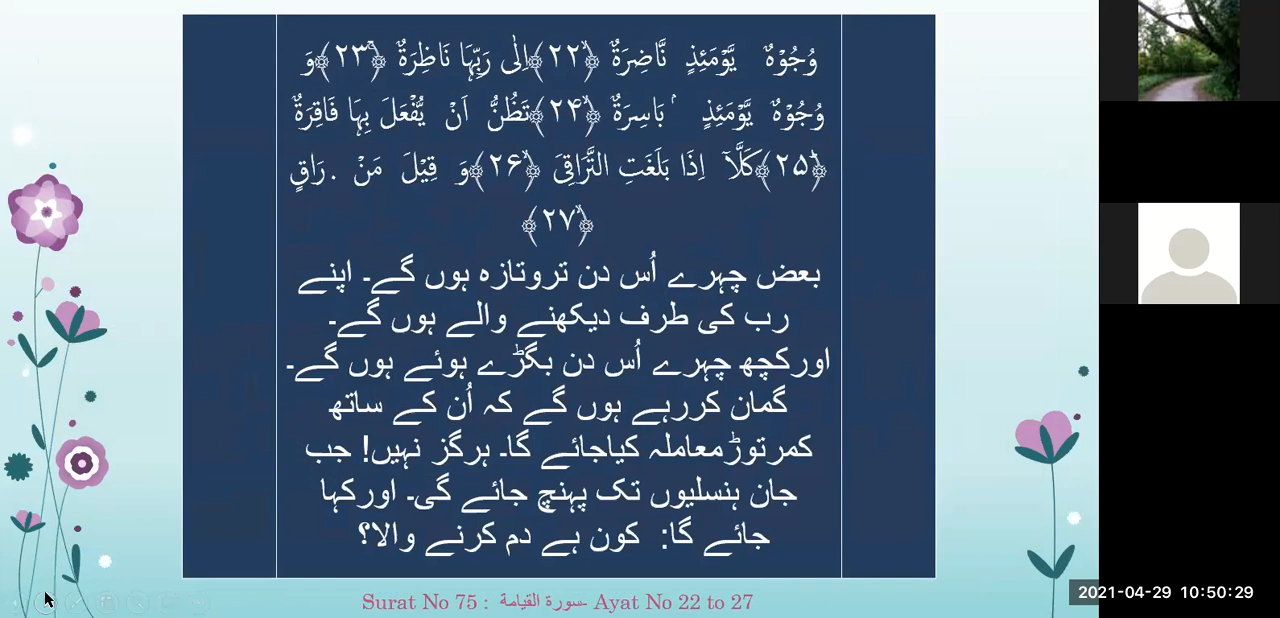 وُجُوْهٌ یَّوْمَئِذٍ نَّاضِرَةٌ ﴿۲۲﴾ اِلٰی رَبِّهَا نَاظِرَةٌ ﴿۲۳﴾ وَ
وُجُوْهٌ یَّوْمَئِذٍۭ بَاسِرَةٌ ﴿۲۴﴾ تَظُنُّ اَنْ یُّفْعَلَ بِهَا فَاقِرَةٌ
﴿۲۵﴾ کَلَّاۤ اِذَا بَلَغَتِ التَّرَاقِیَ ﴿۲۶﴾ وَ قِیْلَ مَنْ ٜ رَاقٍ
﴿۲۷﴾
بعض چہرے اُس دن تروتازہ ہوں گے۔ اپنے
رب کی طرف دیکھنے والے ہوں گے۔
اورکچھ چہرے اُس دن بگڑے ہوئے ہوں گے۔
گمان کررہے ہوں گے کہ اُن کے ساتھ
کمرتوڑمعاملہ کیاجائے گا۔ ہرگز نہیں! جب
جان ہنسلیوں تک پہنچ جائے گی۔ اورکہا
جائے گا: کون ہے دم کرنے والا؟
Surat No 75 : سورة القيامة- Ayat No 22 to 27
2021-04-29 10:50:29